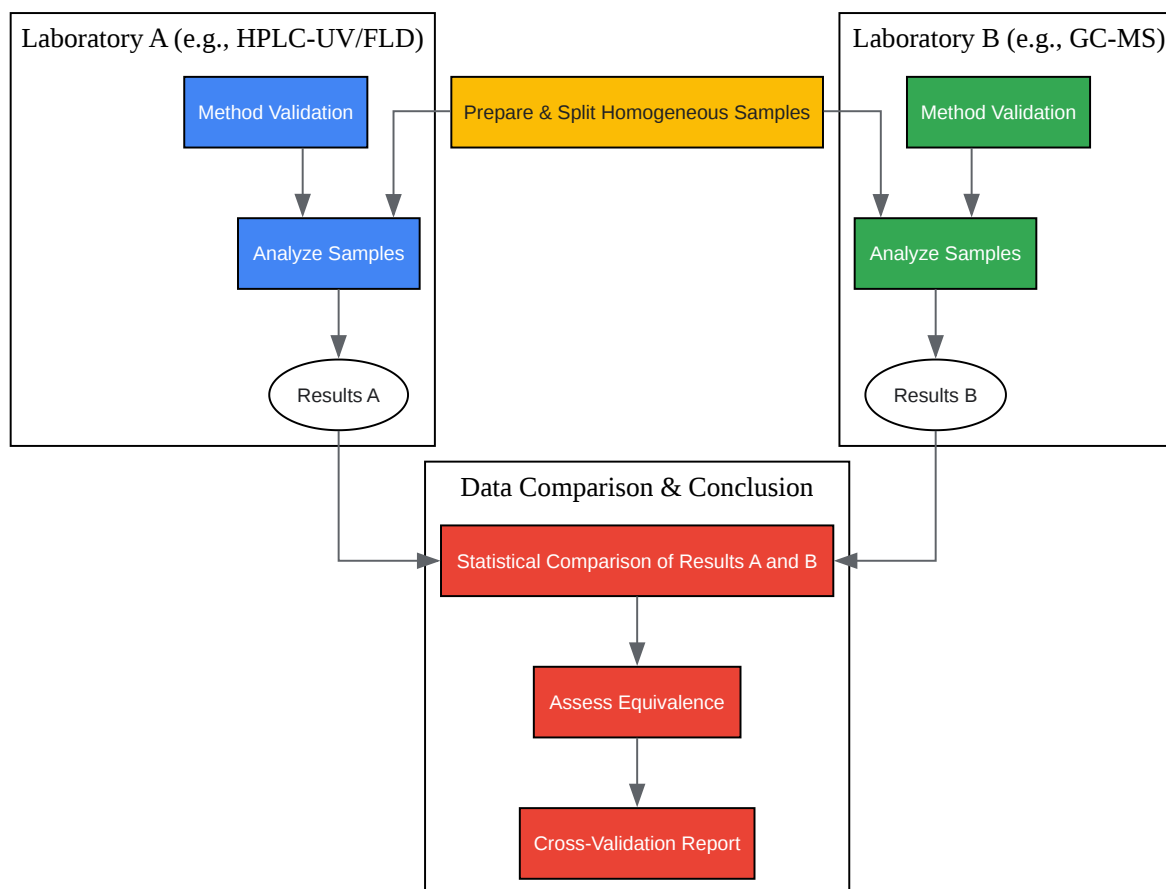 Laboratory A (e.g., HPLC-UV/FLD)
Laboratory B (e.g., GC-MS)
Method Validation
Prepare & Split Homogeneous Samples
Method Validation
Analyze Samples
Analyze Samples
Results A
Results B
Data Comparison & Conclusion
Statistical Comparison of Results A and B
Assess Equivalence
Cross-Validation Report